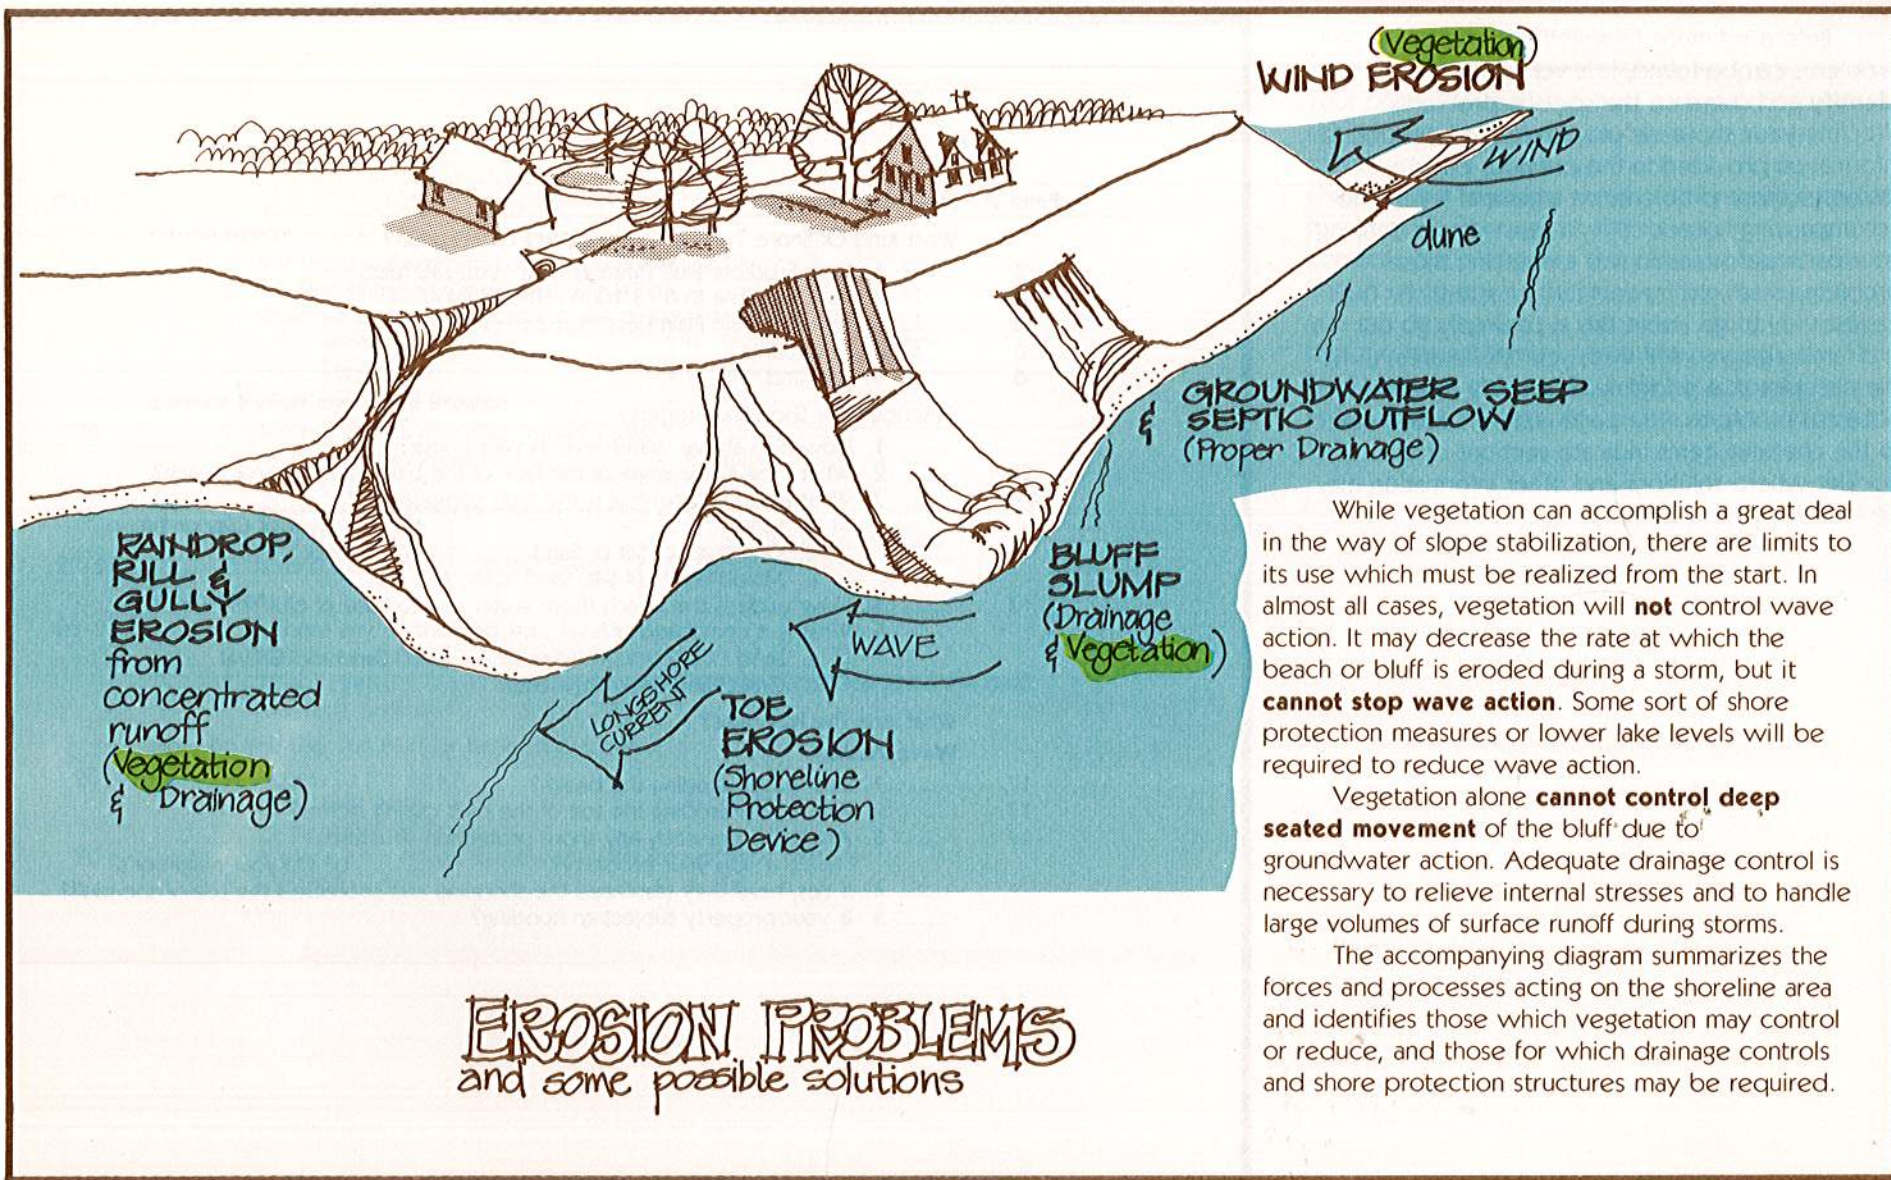 (Vegetation)
WIND EROSION
WIND
dune
& GROUNDWATER SEEP
SEPTIC OUTFLOW
(Proper Drainage)
RAINDROP,
RILL &
GULLY
EROSION
from
concentrated
runoff
(Vegetation
& Drainage)
LONGSHORE
CURRENT
TOE
EROSION
(Shoreline
Protection
Device)
WAVE
BLUFF
SLUMP
(Drainage
& Vegetation)
While vegetation can accomplish a great deal
in the way of slope stabilization, there are limits to
its use which must be realized from the start. In
almost all cases, vegetation will not control wave
action. It may decrease the rate at which the
beach or bluff is eroded during a storm, but it
cannot stop wave action. Some sort of shore
protection measures or lower lake levels will be
required to reduce wave action.
Vegetation alone cannot control deep
seated movement of the bluff due to
groundwater action. Adequate drainage control is
necessary to relieve internal stresses and to handle
large volumes of surface runoff during storms.
The accompanying diagram summarizes the
forces and processes acting on the shoreline area
and identifies those which vegetation may control
or reduce, and those for which drainage controls
and shore protection structures may be required.
EROSION PROBLEMS
and some possible solutions